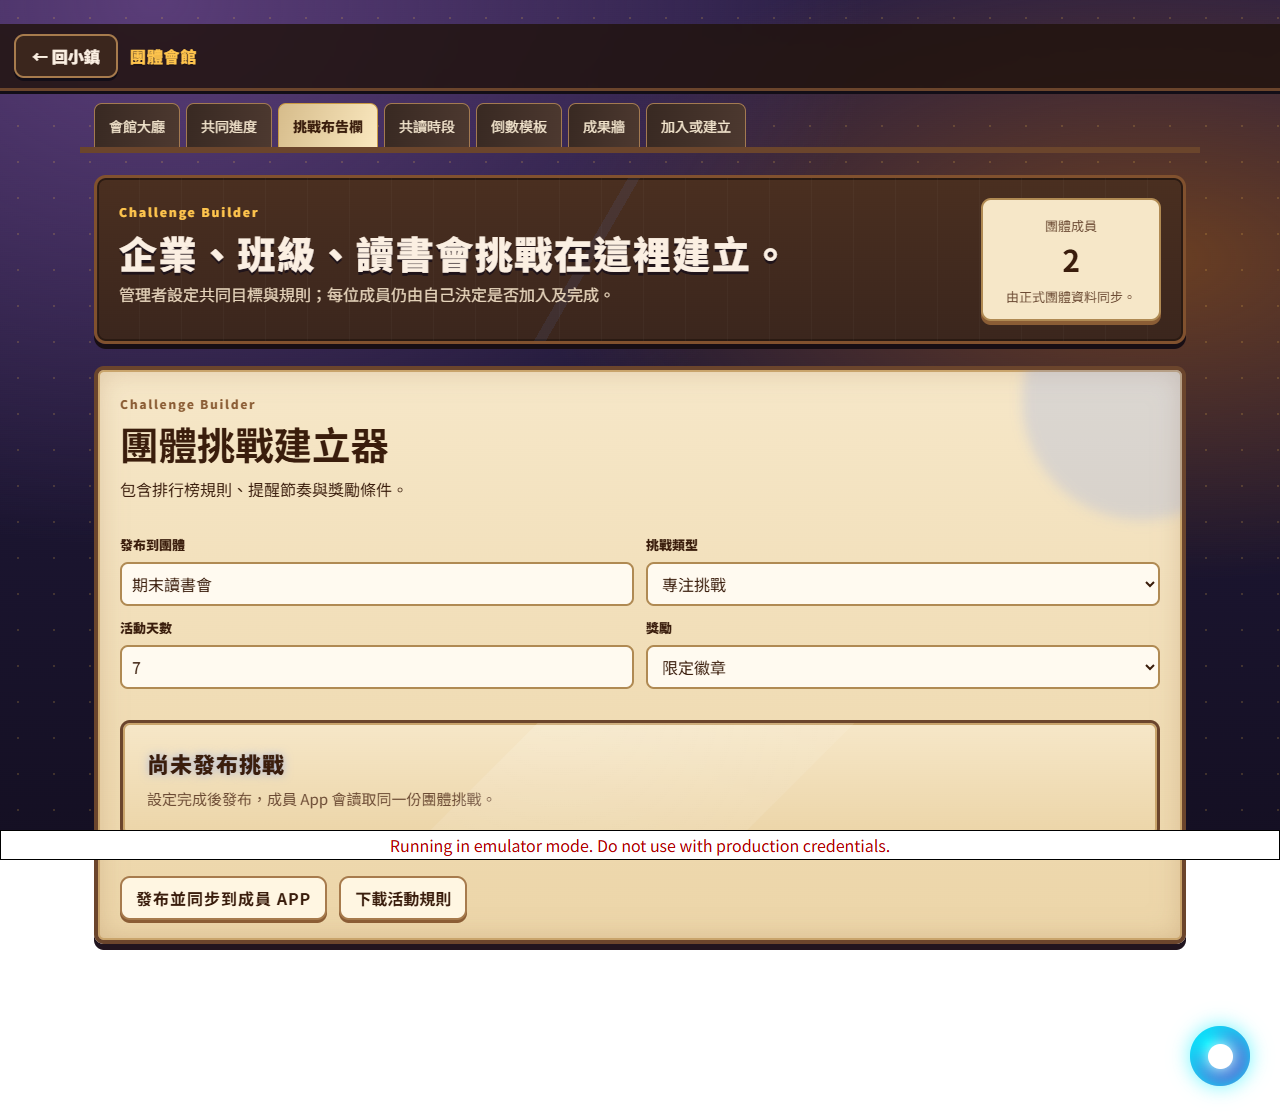 ← 回小鎮
團體會館
會館大廳
共同進度
挑戰布告欄
共讀時段
倒數模板
成果牆
加入或建立
Challenge Builder
企業、班級、讀書會挑戰在這裡建立。
管理者設定共同目標與規則；每位成員仍由自己決定是否加入及完成。
團體成員
2
由正式團體資料同步。
Challenge Builder
團體挑戰建立器
包含排行榜規則、提醒節奏與獎勵條件。
發布到團體
挑戰類型
期末讀書會
專注挑戰
活動天數
獎勵
7
限定徽章
尚未發布挑戰
設定完成後發布，成員 App 會讀取同一份團體挑戰。
Running in emulator mode. Do not use with production credentials.
發布並同步到成員 APP
下載活動規則